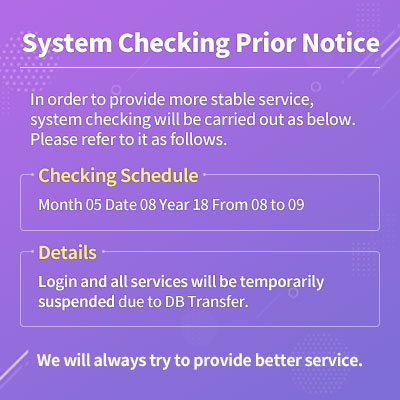 System Checking Prior Notice
In order to provide more stable service,
system checking will be carried out as below.
Please refer to it as follows.
Checking Schedule
Month 05 Date 08 Year 18 From 08 to 09
Details
Login and all services will be temporarily
suspended due to DB Transfer.
We will always try to provide better service.